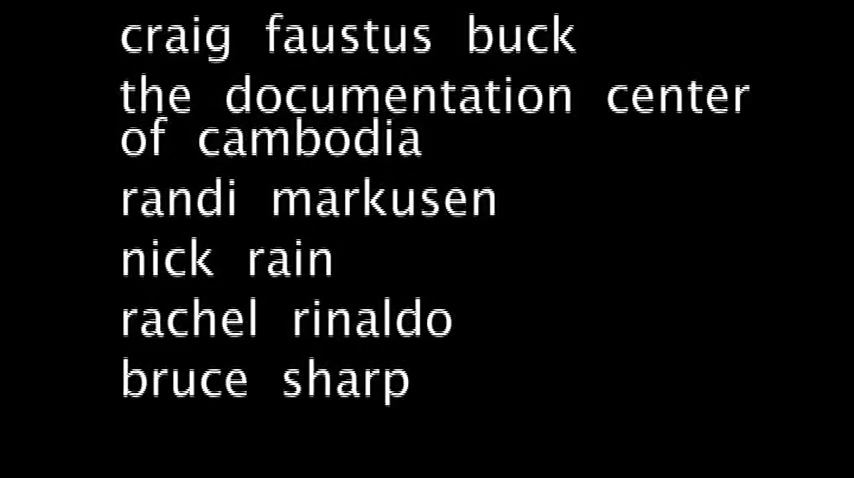 craig faustus buck
the documentation center
of cambodia
randi markusen
nick rain
rachel rinaldo
bruce sharp